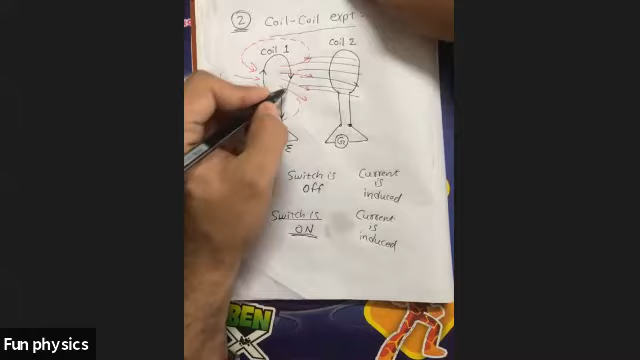 2 Coil-Coil expt
Coil 1
Coil 2
E
G
Switch is
Off
Current
is
induced
Switch is
ON
Current
is
induced
BEN
X
Fun physics